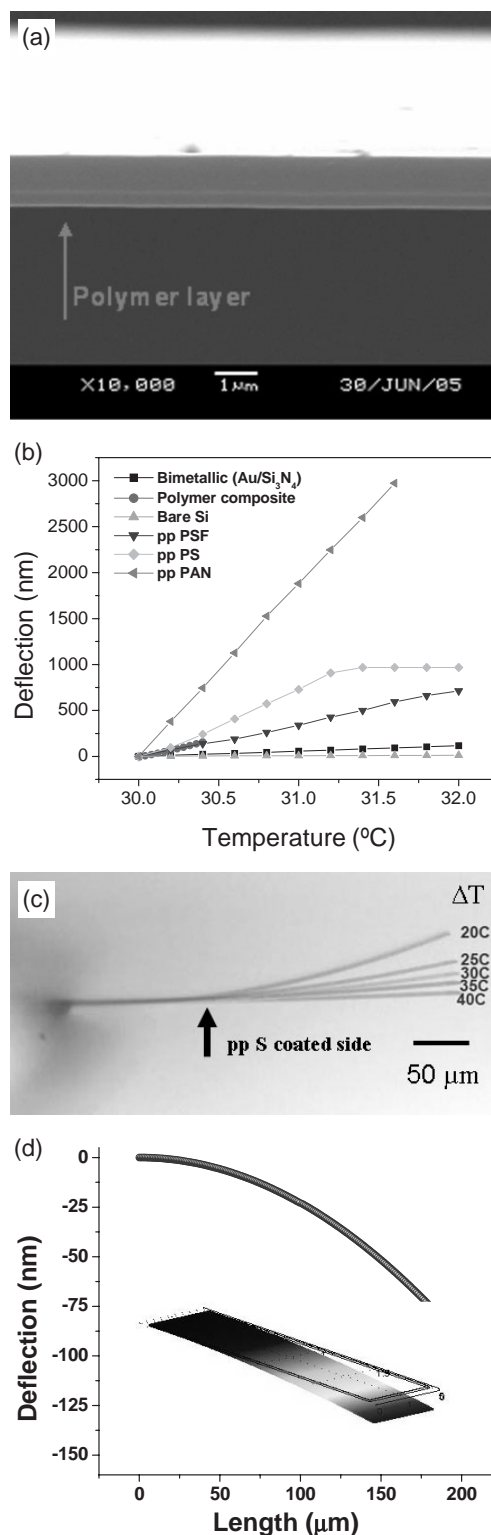 (a)
Polymer layer
X10,000 1μm 30/JUN/05
(b)
3000
2500
2000
1500
1000
500
0
Deflection (nm)
Bimetallic (Au/Si3N4)
Polymer composite
Bare Si
pp PSF
pp PS
pp PAN
30.0 30.5 31.0 31.5 32.0
Temperature (ºC)
(c)
ΔT
20C
25C
30C
35C
40C
pp S coated side
50 μm
(d)
0
-25
-50
-75
-100
-125
-150
Deflection (nm)
0 50 100 150 200
Length (μm)